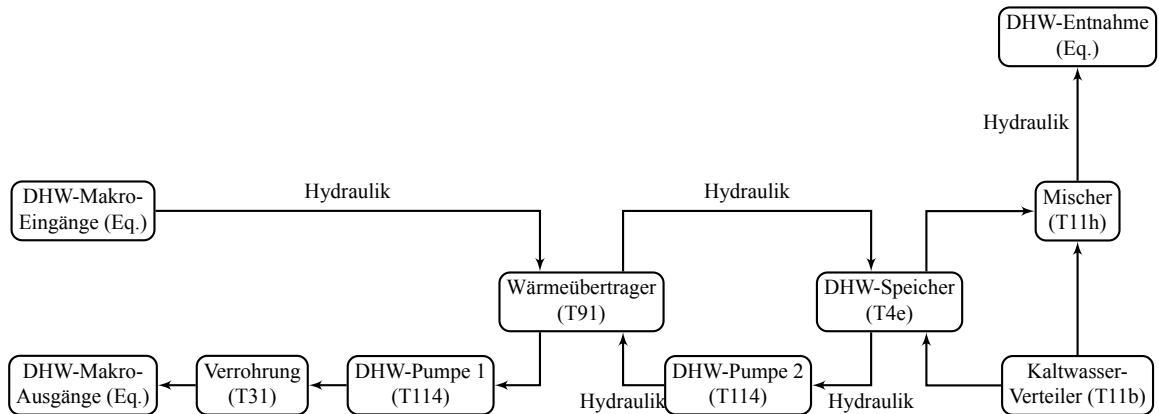 DHW-Entnahme
(Eq.)
Hydraulik
DHW-Makro-
Eingänge (Eq.)
Hydraulik
Hydraulik
Mischer
(T11h)
Wärmeübertrager
(T91)
DHW-Speicher
(T4e)
DHW-Makro-
Ausgänge (Eq.)
Verrohrung
(T31)
DHW-Pumpe 1
(T114)
Hydraulik
DHW-Pumpe 2
(T114)
Hydraulik
Kaltwasser-
Verteiler (T11b)